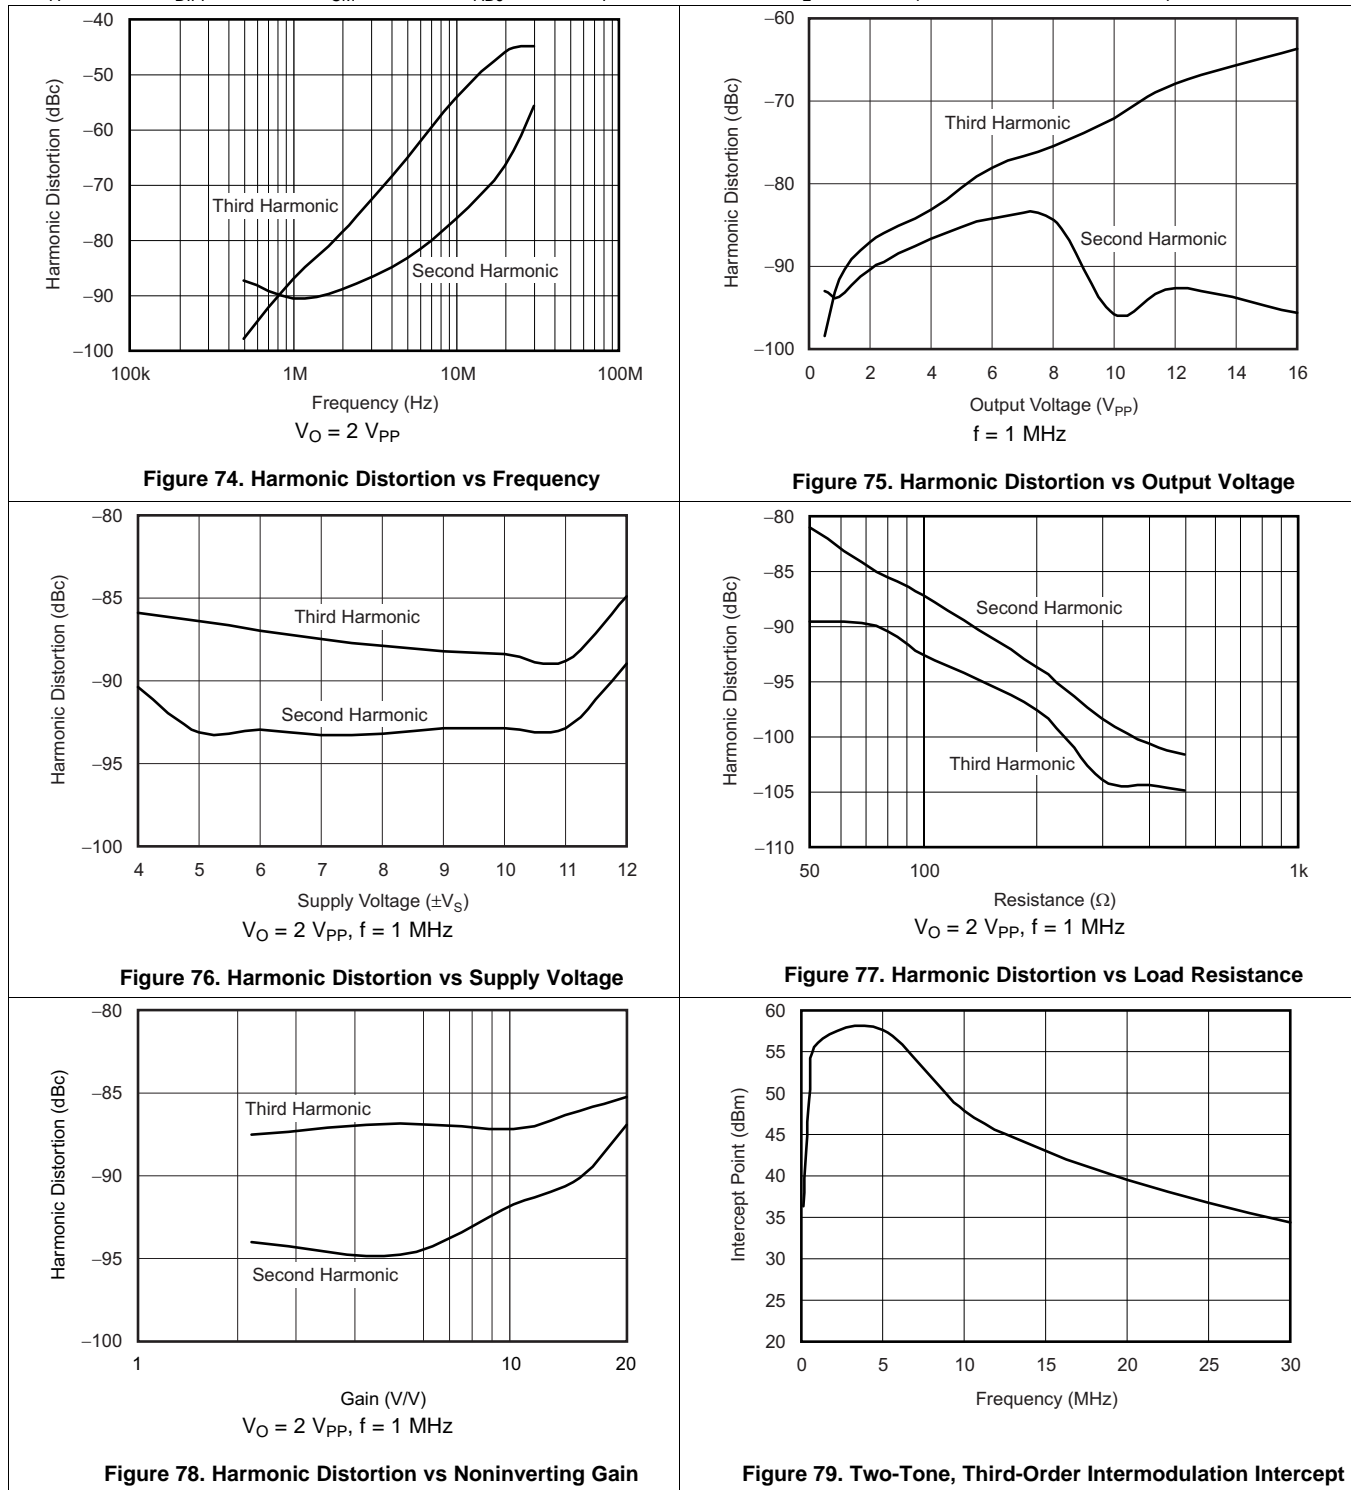 −40
−50
−60
−70
−80
−90
−100
Harmonic Distortion (dBc)
Third Harmonic
Second Harmonic
100k 1M 10M 100M
Frequency (Hz)
VO = 2 VPP
Figure 74. Harmonic Distortion vs Frequency
−60
−70
−80
−90
−100
Harmonic Distortion (dBc)
Third Harmonic
Second Harmonic
0 2 4 6 8 10 12 14 16
Output Voltage (VPP)
f = 1 MHz
Figure 75. Harmonic Distortion vs Output Voltage
−80
−85
−90
−95
−100
Harmonic Distortion (dBc)
Third Harmonic
Second Harmonic
4 5 6 7 8 9 10 11 12
Supply Voltage (±VS)
VO = 2 VPP, f = 1 MHz
Figure 76. Harmonic Distortion vs Supply Voltage
−80
−85
−90
−95
−100
−105
−110
Harmonic Distortion (dBc)
Second Harmonic
Third Harmonic
50 100 1k
Resistance (Ω)
VO = 2 VPP, f = 1 MHz
Figure 77. Harmonic Distortion vs Load Resistance
−80
−85
−90
−95
−100
Harmonic Distortion (dBc)
Third Harmonic
Second Harmonic
1 10 20
Gain (V/V)
VO = 2 VPP, f = 1 MHz
Figure 78. Harmonic Distortion vs Noninverting Gain
60
55
50
45
40
35
30
25
20
Intercept Point (dBm)
0 5 10 15 20 25 30
Frequency (MHz)
Figure 79. Two-Tone, Third-Order Intermodulation Intercept